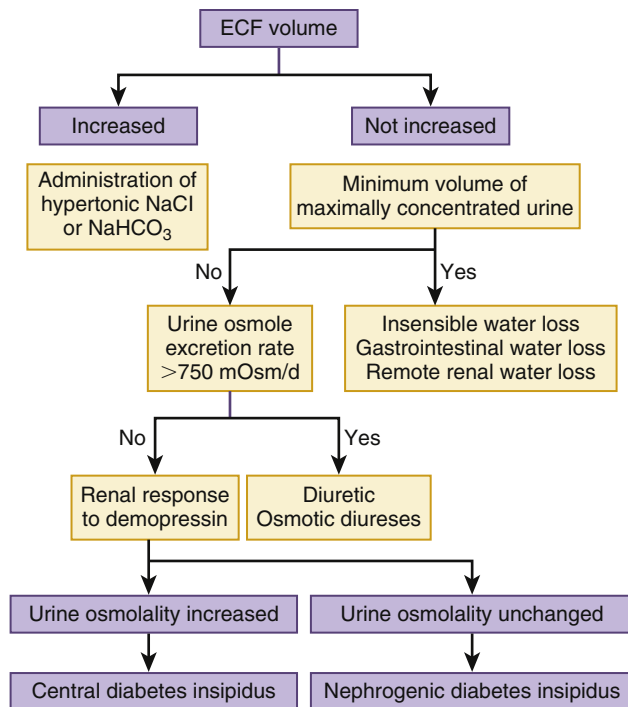 ECF volume
Increased
Not increased
Administration of
hypertonic NaCl
or NaHCO₃
Minimum volume of
maximally concentrated urine
No
Yes
Urine osmole
excretion rate
>750 mOsm/d
Insensible water loss
Gastrointestinal water loss
Remote renal water loss
No
Yes
Renal response
to demopressin
Diuretic
Osmotic diureses
Urine osmolality increased
Urine osmolality unchanged
Central diabetes insipidus
Nephrogenic diabetes insipidus